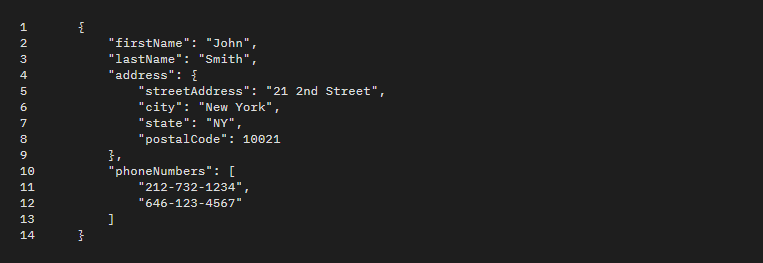 1 {
2 "firstName": "John",
3 "lastName": "Smith",
4 "address": {
5 "streetAddress": "21 2nd Street",
6 "city": "New York",
7 "state": "NY",
8 "postalCode": 10021
9 },
10 "phoneNumbers": [
11 "212-732-1234",
12 "646-123-4567"
13 ]
14 }